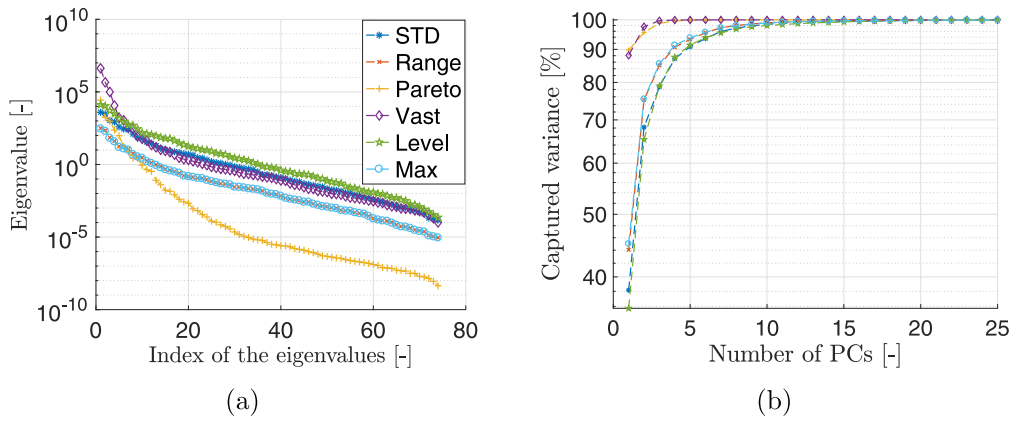 10^10
10^5
10^0
10^-5
10^-10
Eigenvalue [-]
0 20 40 60 80
Index of the eigenvalues [-]
STD
Range
Pareto
Vast
Level
Max
(a)
100
90
80
70
60
50
40
Captured variance [%]
0 5 10 15 20 25
Number of PCs [-]
(b)